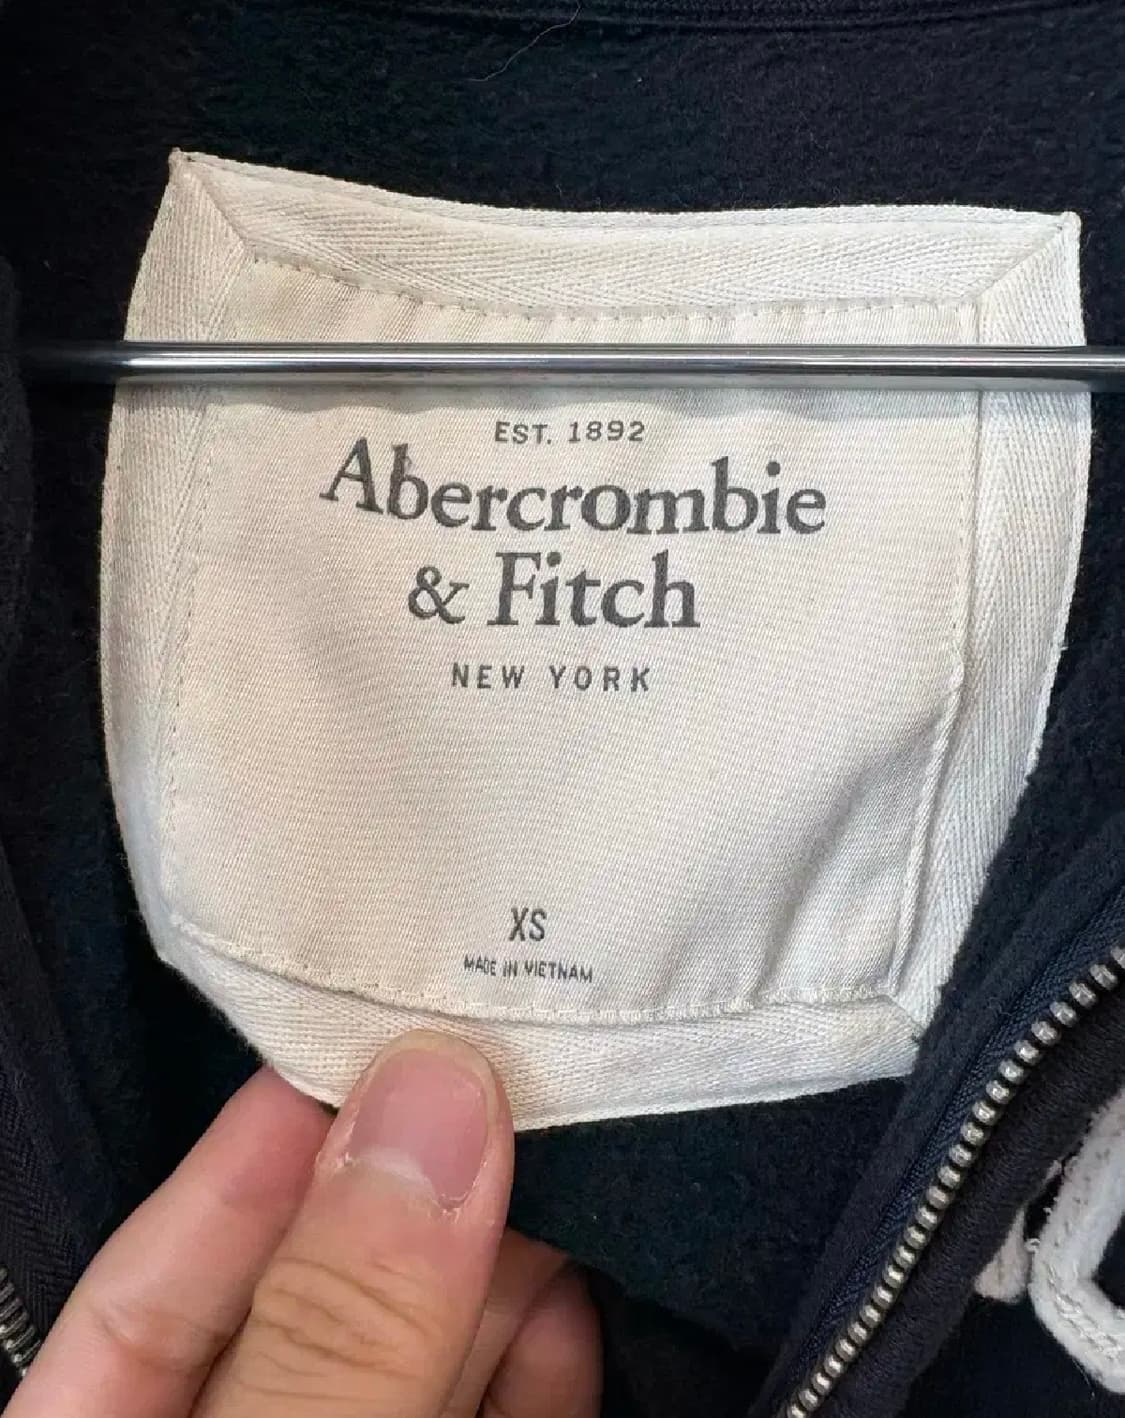 EST. 1892
Abercrombie
& Fitch
NEW YORK
XS
MADE IN VIETNAM